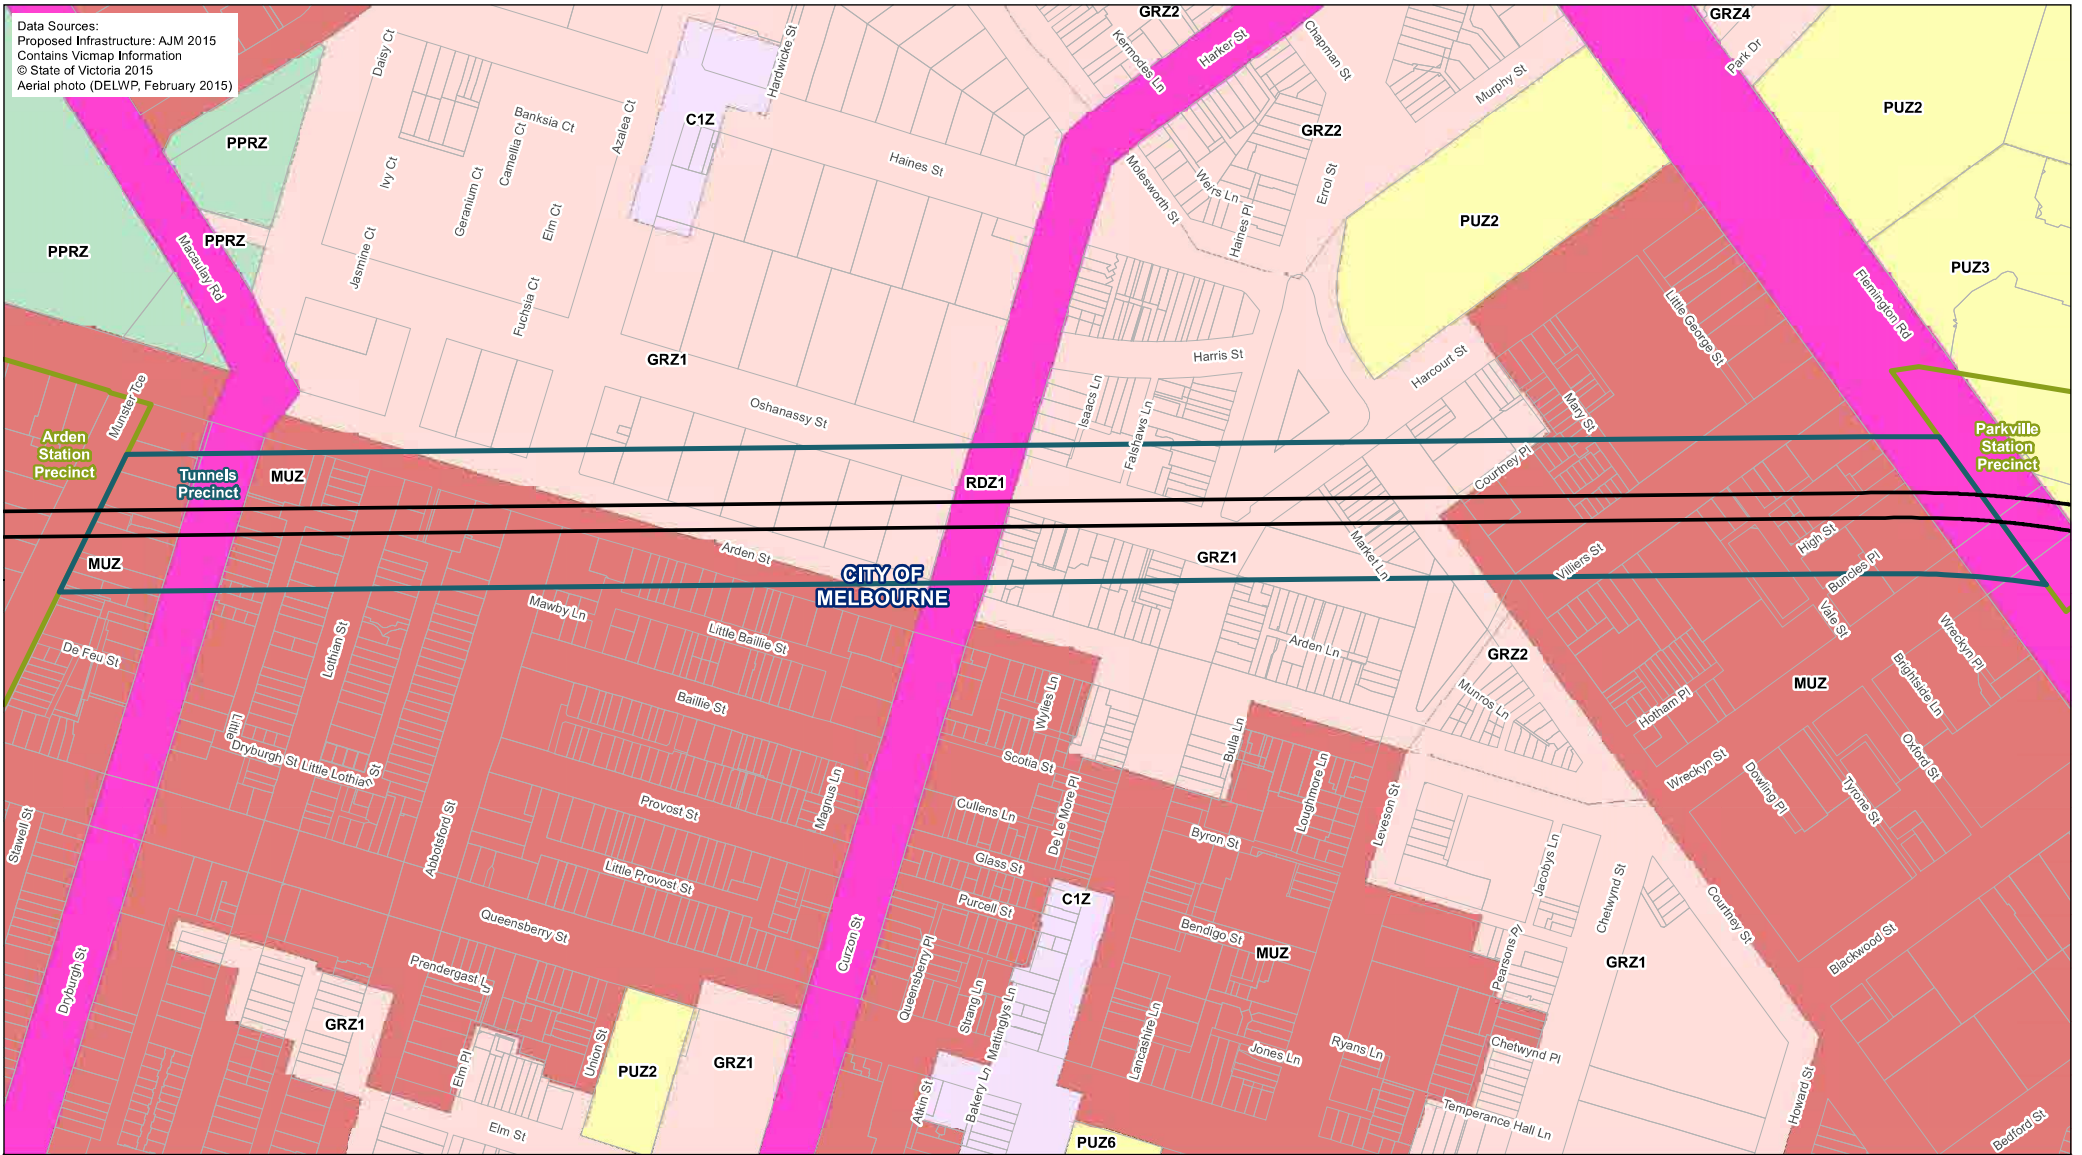 Data Sources:
Proposed Infrastructure: AJM 2015
Contains Vicmap Information
© State of Victoria 2015
Aerial photo (DELWP, February 2015)
GRZ2
GRZ4
Daisy Ct
Hardwicke St
Kermodes Ln
Harker St
Chapman St
Park Dr
Murphy St
PUZ2
PPRZ
Banksia Ct
Camellia Ct
Azalea Ct
C1Z
GRZ2
Haines St
Ivy Ct
Geranium Ct
Elm Ct
Molesworth St
Weirs Ln
Errol St
Haines Pl
PUZ2
PPRZ
PPRZ
Macaulay Rd
Jasmine Ct
Fuchsia Ct
PUZ3
Flemington Rd
Little George St
GRZ1
Harris St
Harcourt St
Munster Tce
Oshanassy St
Isaacs Ln
Falshaws Ln
Mary St
Arden
Station
Precinct
Parkville
Station
Precinct
Tunnels
Precinct
MUZ
RDZ1
Courtney Pl
MUZ
Arden St
GRZ1
Market Ln
Villiers St
High St
Buncles Pl
CITY OF
MELBOURNE
Mawby Ln
Little Baillie St
Vale St
Wreckyn Pl
De Feu St
Lothian St
Arden Ln
GRZ2
MUZ
Brightside Ln
Baillie St
Wylies Ln
Munros Ln
Hotham Pl
Little
Dryburgh St
Little Lothian St
Bulla Ln
Scotia St
Loughmore Ln
Wreckyn St
Dowling Pl
Oxford St
Tyrone St
Stawell St
Abbotsford St
Provost St
Magnus Ln
Cullens Ln
De Le More Pl
Byron St
Leveson St
Glass St
Little Provost St
Jacobys Ln
Chetwynd St
C1Z
Purcell St
Queensberry St
Curzon St
Bendigo St
MUZ
Courtney St
Blackwood St
Pearsons Pl
GRZ1
Dryburgh St
Prendergast Ln
Queensberry Pl
Strang Ln
Mattinglys Ln
Lancashire Ln
GRZ1
Union St
Elm Pl
PUZ2
GRZ1
Jones Ln
Ryans Ln
Chetwynd Pl
Atkin St
Bakery Ln
Howard St
Elm St
PUZ6
Temperance Hall Ln
Bedford St